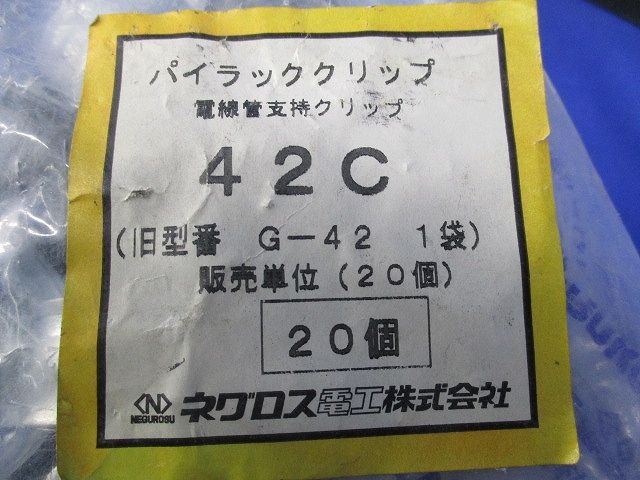 パイラッククリップ
電線管支持クリップ
42C
(旧型番 G-42 1袋)
販売単位(20個)
20個
N
NEGUROSU
ネグロス電工株式会社